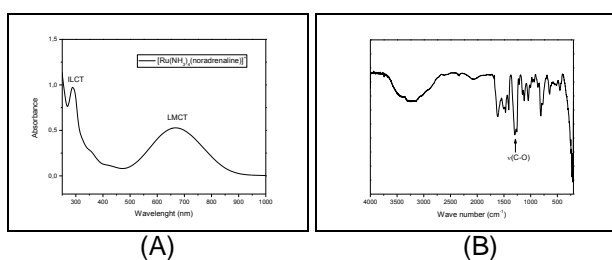 1,5
1,0
0,5
0,0
Absorbance
ILCT
LMCT
[Ru(NH3)4(noradrenaline)]
300 400 500 600 700 800 900 1000
Wavelenght (nm)
(A)
ν(C-O)
4000 3500 3000 2500 2000 1500 1000 500
Wave number (cm-1)
(B)